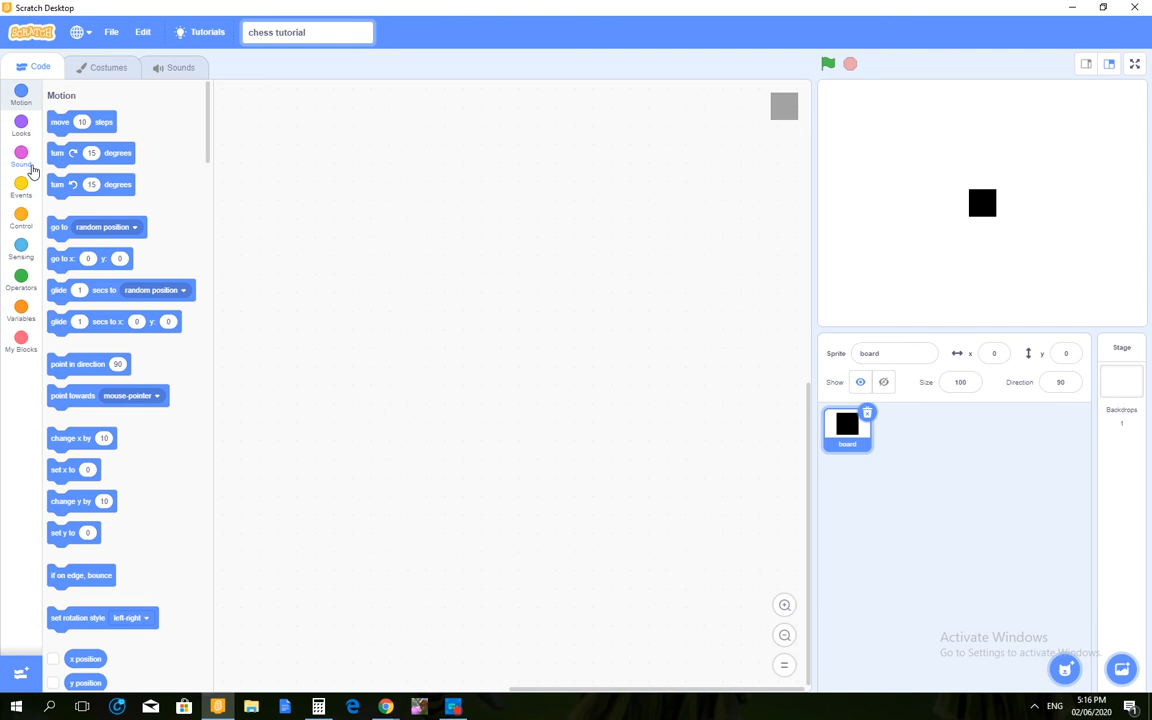 Scratch Desktop
SCRATCH File Edit Tutorials chess tutorial
Code Costumes Sounds
Motion
Looks
Sound
Events
Control
Sensing
Operators
Variables
My Blocks
Motion
move 10 steps
turn 15 degrees
turn 15 degrees
go to random position
go to x: 0 y: 0
glide 1 secs to random position
glide 1 secs to x: 0 y: 0
point in direction 90
point towards mouse-pointer
change x by 10
set x to 0
change y by 10
set y to 0
if on edge, bounce
set rotation style left-right
x position
y position
Sprite board x 0 y 0
Show Size 100 Direction 90
board
Stage
Backdrops
1
Activate Windows
Go to Settings to activate Windows.
ENG 5:16 PM
02/06/2020
1